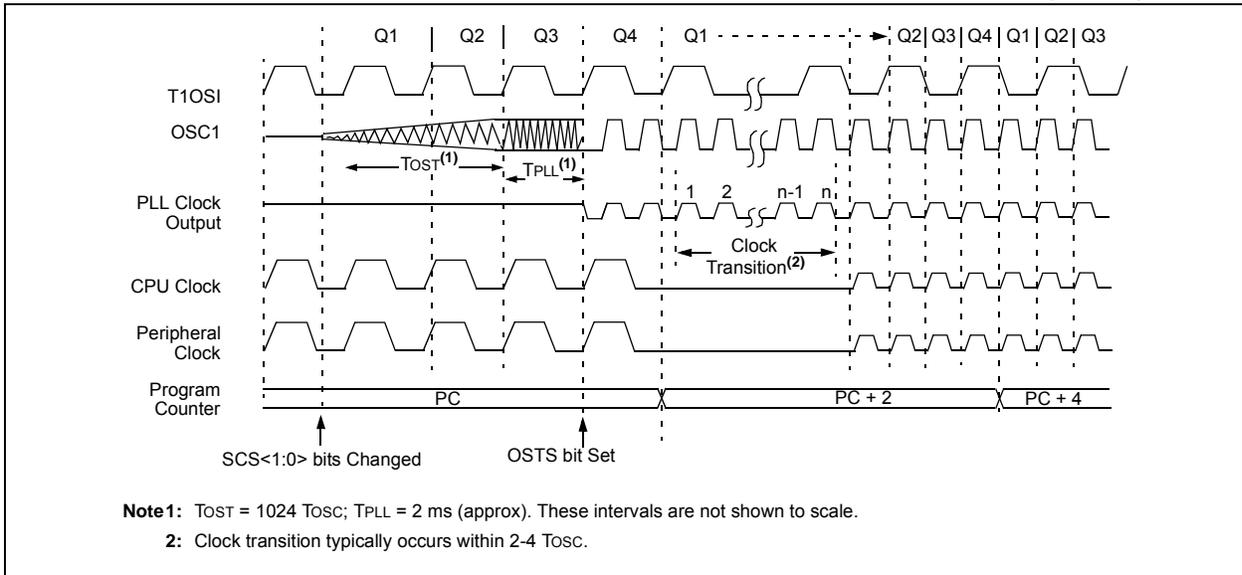 Q1 Q2 Q3 Q4 Q1 Q2 Q3 Q4 Q1 Q2 Q3
T1OSI
OSC1
TOST(1) TPLL(1)
1 2 n-1 n
PLL Clock
Output
Clock
Transition(2)
CPU Clock
Peripheral
Clock
Program
Counter
PC PC + 2 PC + 4
SCS<1:0> bits Changed OSTS bit Set
Note1: TOST = 1024 TOSC; TPLL = 2 ms (approx). These intervals are not shown to scale.
2: Clock transition typically occurs within 2-4 TOSC.